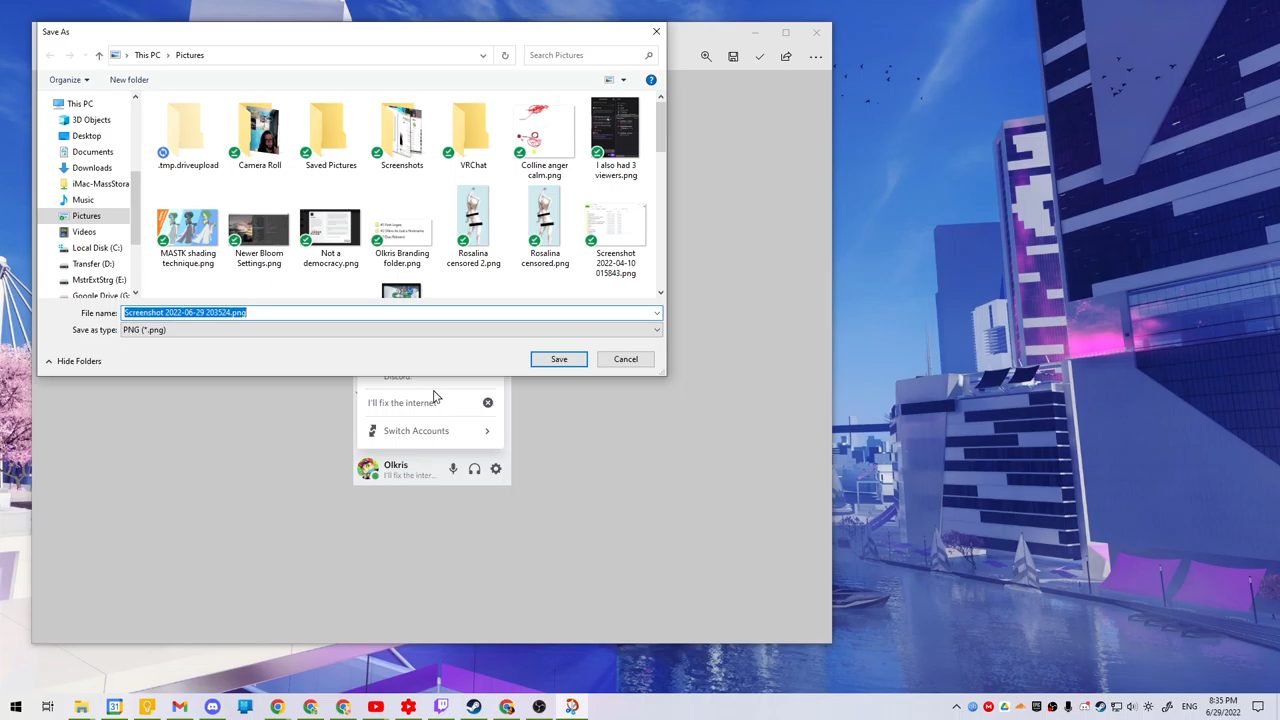 Save As
This PC
Pictures
Search Pictures
Organize
New folder
This PC
3D Objects
Desktop
Documents
Downloads
iMac-MassStora
Music
Pictures
Videos
Local Disk (C:)
Transfer (D:)
MstrExtStrg (E:)
Google Drive (G:
.tmp.driveupload
Camera Roll
Saved Pictures
Screenshots
VRChat
Colline anger
calm.png
I also had 3
viewers.png
MASTK shading
technique.png
Newer Bloom
Settings.png
Not a
democracy.png
Olkris Branding
folder.png
Rosalina
censored 2.png
Rosalina
censored.png
Screenshot
2022-04-10
015843.png
File name:
Screenshot 2022-06-29 203524.png
Save as type:
PNG (*.png)
Hide Folders
Save
Cancel
Discord.
I'll fix the internet
Switch Accounts
Olkris
I'll fix the inter...
ENG
8:35 PM
6/29/2022